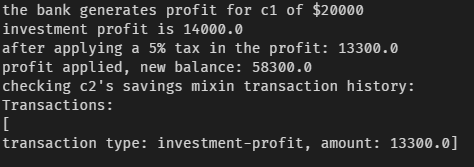 the bank generates profit for c1 of $20000
investment profit is 14000.0
after applying a 5% tax in the profit: 13300.0
profit applied, new balance: 58300.0
checking c2's savings mixin transaction history:
Transactions:
[
transaction type: investment-profit, amount: 13300.0]